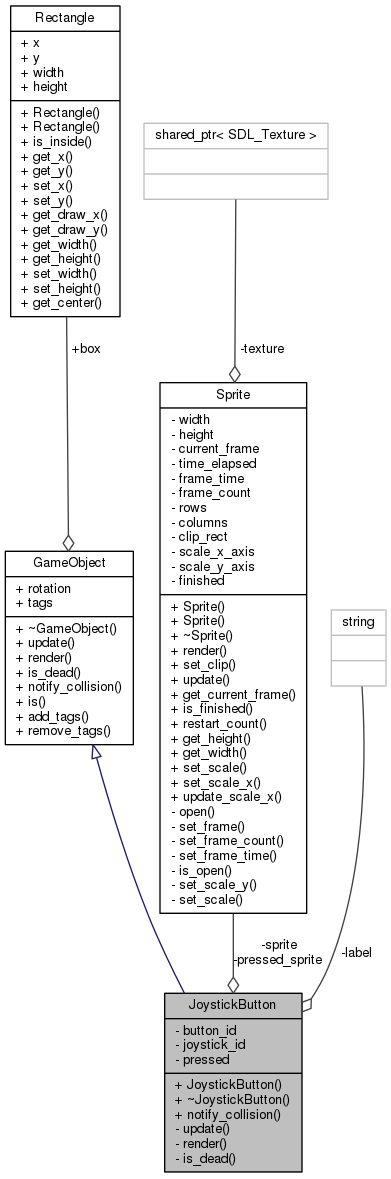 Rectangle
+ x
+ y
+ width
+ height
+ Rectangle()
+ Rectangle()
+ is_inside()
+ get_x()
+ get_y()
+ set_x()
+ set_y()
+ get_draw_x()
+ get_draw_y()
+ get_width()
+ get_height()
+ set_width()
+ set_height()
+ get_center()
shared_ptr< SDL_Texture >
+box
-texture
Sprite
- width
- height
- current_frame
- time_elapsed
- frame_time
- frame_count
- rows
- columns
- clip_rect
- scale_x_axis
- scale_y_axis
- finished
+ Sprite()
+ Sprite()
+ ~Sprite()
+ render()
+ set_clip()
+ update()
+ get_current_frame()
+ is_finished()
+ restart_count()
+ get_height()
+ get_width()
+ set_scale()
+ set_scale_x()
+ update_scale_x()
- open()
- set_frame()
- set_frame_count()
- set_frame_time()
- is_open()
- set_scale_y()
- set_scale()
GameObject
+ rotation
+ tags
+ ~GameObject()
+ update()
+ render()
+ is_dead()
+ notify_collision()
+ is()
+ add_tags()
+ remove_tags()
string
-sprite
-pressed_sprite
-label
JoystickButton
- button_id
- joystick_id
- pressed
+ JoystickButton()
+ ~JoystickButton()
+ notify_collision()
- update()
- render()
- is_dead()